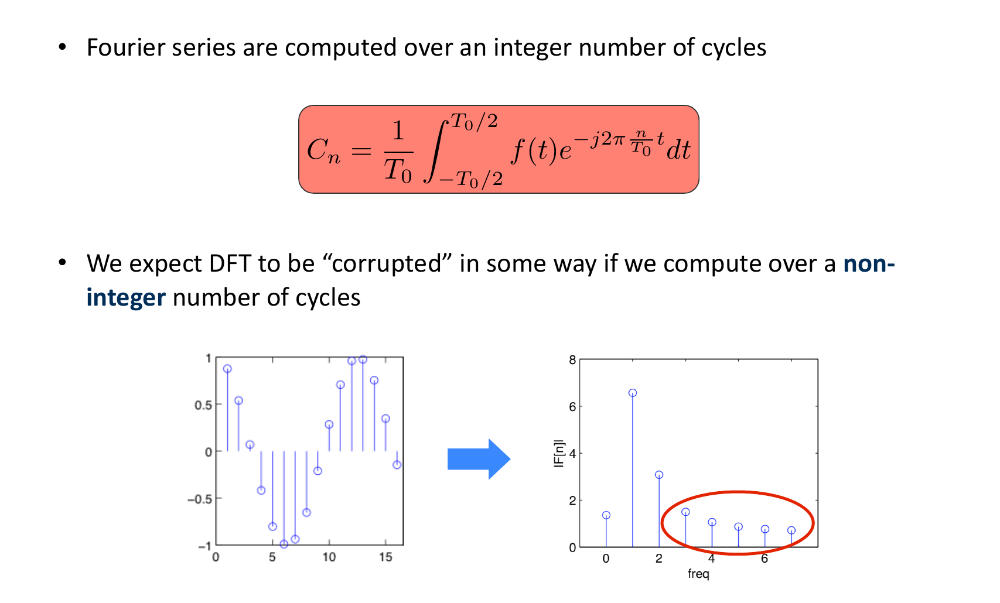 • Fourier series are computed over an integer number of cycles
C_n = \frac{1}{T_0} \int_{-T_0/2}^{T_0/2} f(t)e^{-j2\pi \frac{n}{T_0} t}dt
• We expect DFT to be “corrupted” in some way if we compute over a non-
integer number of cycles
1
0.5
0
−0.5
−1
0 5 10 15
8
6
4
2
0
|F[n]|
0 2 4 6
freq